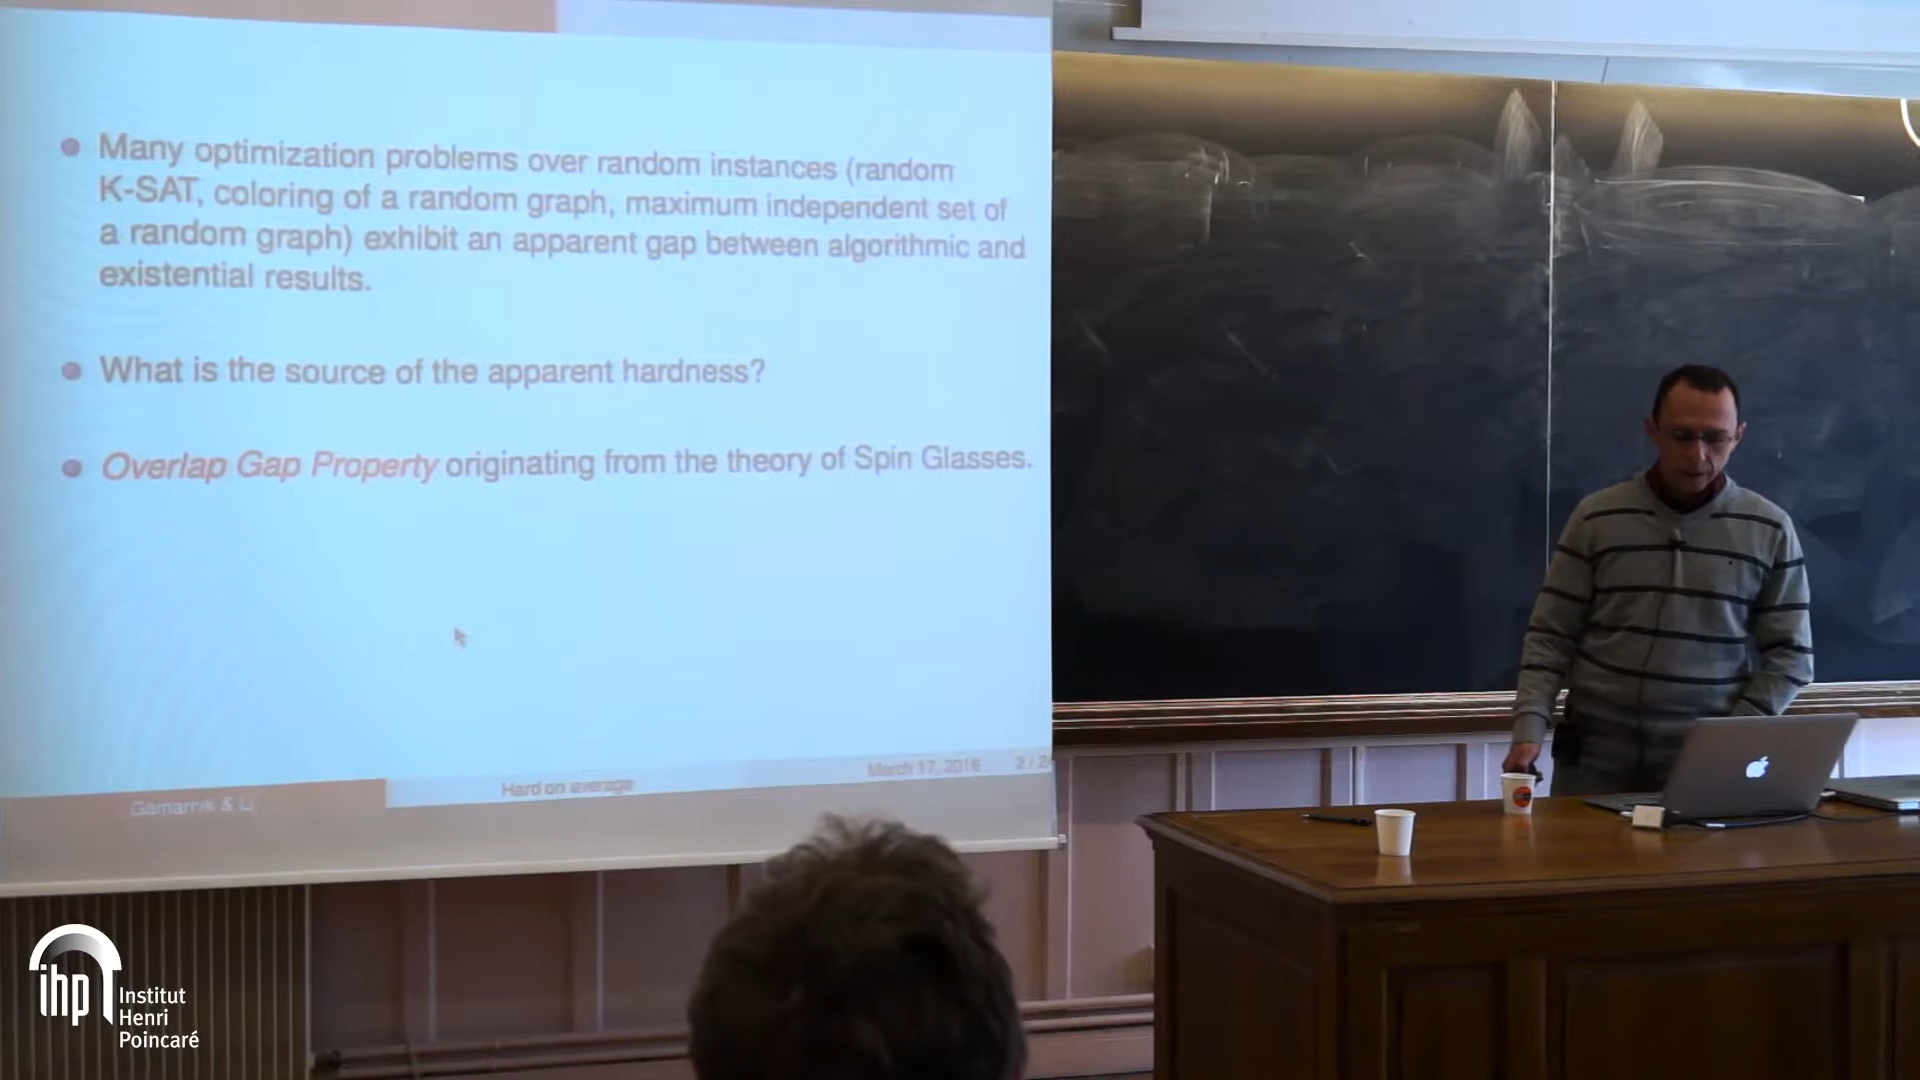 Many optimization problems over random instances (random
K-SAT, coloring of a random graph, maximum independent set of
a random graph) exhibit an apparent gap between algorithmic and
existential results.
What is the source of the apparent hardness?
Overlap Gap Property originating from the theory of Spin Glasses.
Gamarnik & Li
Hard on average
March 17, 2016
2 / 2
ihp
Institut
Henri
Poincaré